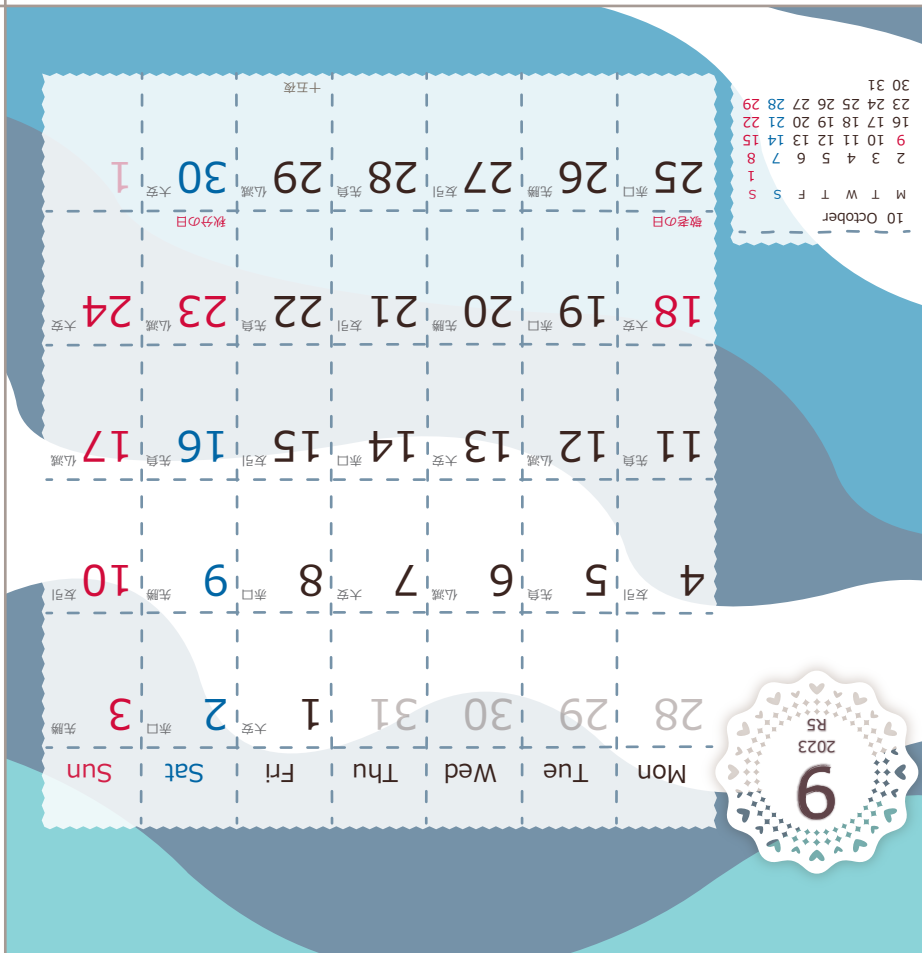 9
2023
R5
Mon Tue Wed Thu Fri Sat Sun
28 29 30 31 1 大安 2 赤口 3 先勝
4 友引 5 先負 6 仏滅 7 大安 8 赤口 9 先勝 10 友引
11 先負 12 仏滅 13 大安 14 赤口 15 友引 16 先負 17 仏滅
18 大安 19 赤口 20 先勝 21 友引 22 先負 23 仏滅 24 大安
敬老の日 秋分の日
25 赤口 26 先勝 27 友引 28 先負 29 仏滅 30 大安 1
十五夜
10 October
M T W T F S S
1
2 3 4 5 6 7 8
9 10 11 12 13 14 15
16 17 18 19 20 21 22
23 24 25 26 27 28 29
30 31